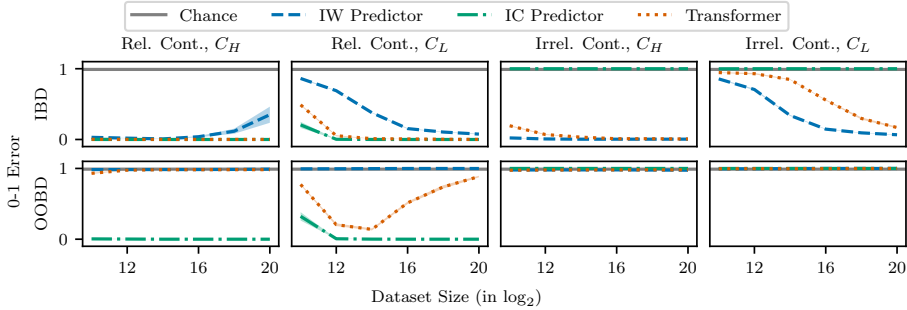 Chance IW Predictor IC Predictor Transformer
Rel. Cont., C_H Rel. Cont., C_L Irrel. Cont., C_H Irrel. Cont., C_L
0-1 Error
IBD
1
0
OOBD
1
0
12 16 20 12 16 20 12 16 20 12 16 20
Dataset Size (in log₂)